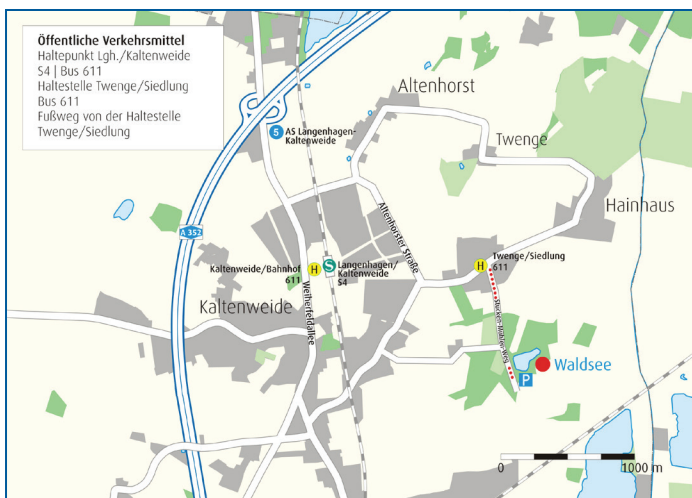 Öffentliche Verkehrsmittel
Haltepunkt Lgh./Kaltenweide
S4 | Bus 611
Haltestelle Twenge/Siedlung
Bus 611
Fußweg von der Haltestelle
Twenge/Siedlung
Altenhorst
5
AS Langenhagen-
Kaltenweide
Twenge
Hainhaus
A 352
Altenhorster Straße
Kaltenweide/Bahnhof
611
H
S
Langenhagen/
Kaltenweide
S4
H
Twenge/Siedlung
611
Kaltenweide
Weiherfeldallee
Waldsee
P
0
1000 m